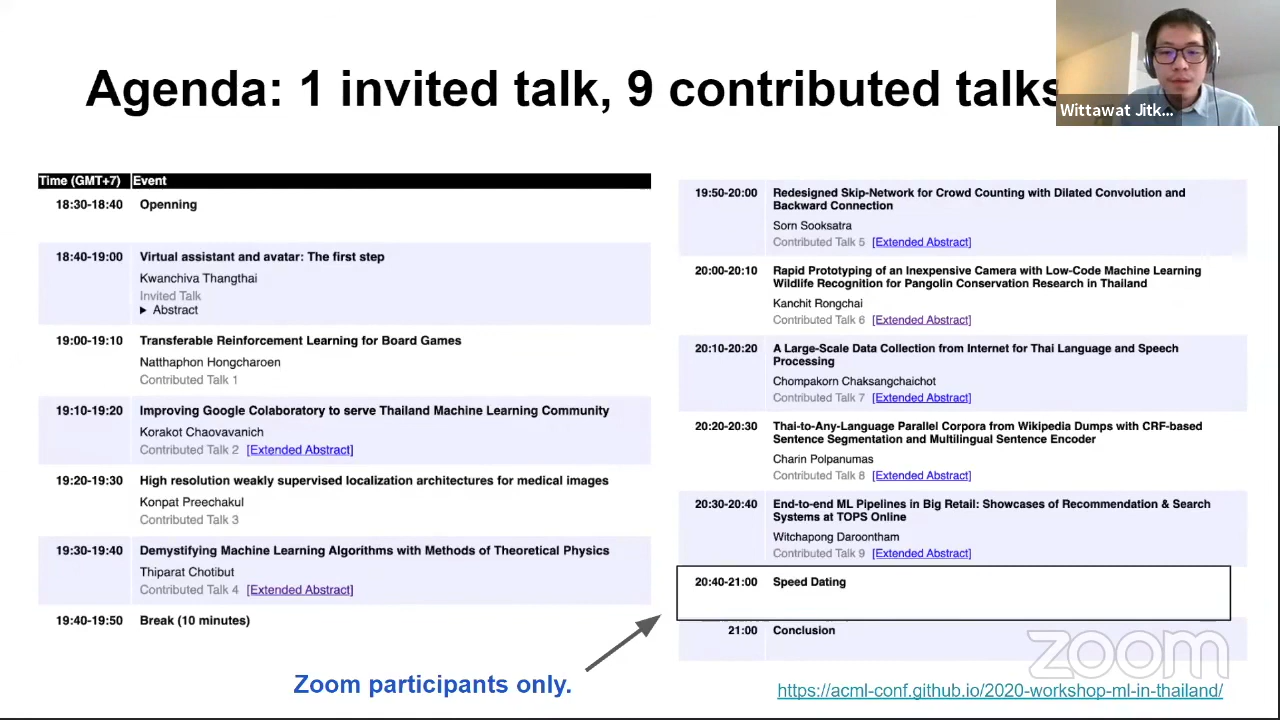 Agenda: 1 invited talk, 9 contributed talks
Wittawat Jitk...
Time (GMT+7) Event
18:30-18:40 Openning
18:40-19:00 Virtual assistant and avatar: The first step
Kwanchiva Thangthai
Invited Talk
▶ Abstract
19:00-19:10 Transferable Reinforcement Learning for Board Games
Natthaphon Hongcharoen
Contributed Talk 1
19:10-19:20 Improving Google Colaboratory to serve Thailand Machine Learning Community
Korakot Chaovavanich
Contributed Talk 2 [Extended Abstract]
19:20-19:30 High resolution weakly supervised localization architectures for medical images
Konpat Preechakul
Contributed Talk 3
19:30-19:40 Demystifying Machine Learning Algorithms with Methods of Theoretical Physics
Thiparat Chotibut
Contributed Talk 4 [Extended Abstract]
19:40-19:50 Break (10 minutes)
19:50-20:00 Redesigned Skip-Network for Crowd Counting with Dilated Convolution and
Backward Connection
Sorn Sooksatra
Contributed Talk 5 [Extended Abstract]
20:00-20:10 Rapid Prototyping of an Inexpensive Camera with Low-Code Machine Learning
Wildlife Recognition for Pangolin Conservation Research in Thailand
Kanchit Rongchai
Contributed Talk 6 [Extended Abstract]
20:10-20:20 A Large-Scale Data Collection from Internet for Thai Language and Speech
Processing
Chompakorn Chaksangchaichot
Contributed Talk 7 [Extended Abstract]
20:20-20:30 Thai-to-Any-Language Parallel Corpora from Wikipedia Dumps with CRF-based
Sentence Segmentation and Multilingual Sentence Encoder
Charin Polpanumas
Contributed Talk 8 [Extended Abstract]
20:30-20:40 End-to-end ML Pipelines in Big Retail: Showcases of Recommendation & Search
Systems at TOPS Online
Witchapong Daroontham
Contributed Talk 9 [Extended Abstract]
20:40-21:00 Speed Dating
21:00 Conclusion
Zoom participants only.
zoom
https://acml-conf.github.io/2020-workshop-ml-in-thailand/